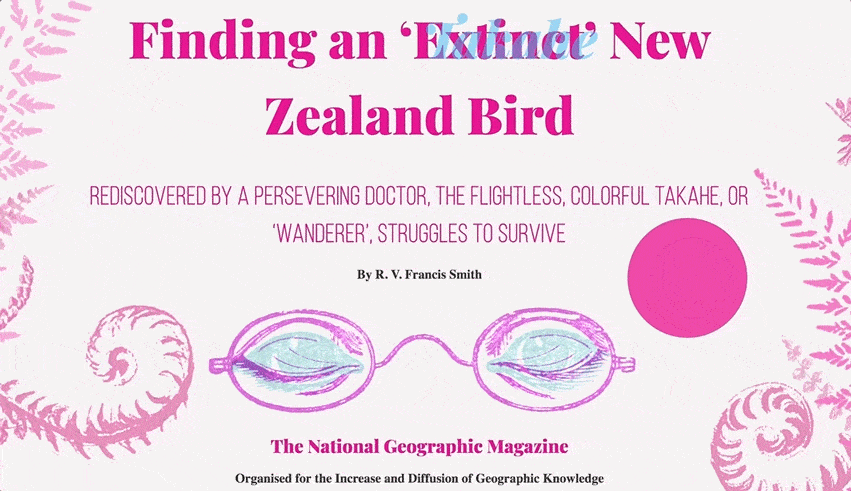 Finding an ‘Extinct’ New
Takahe
Zealand Bird
REDISCOVERED BY A PERSEVERING DOCTOR, THE FLIGHTLESS, COLORFUL TAKAHE, OR
‘WANDERER’, STRUGGLES TO SURVIVE
By R. V. Francis Smith
The National Geographic Magazine
Organised for the Increase and Diffusion of Geographic Knowledge